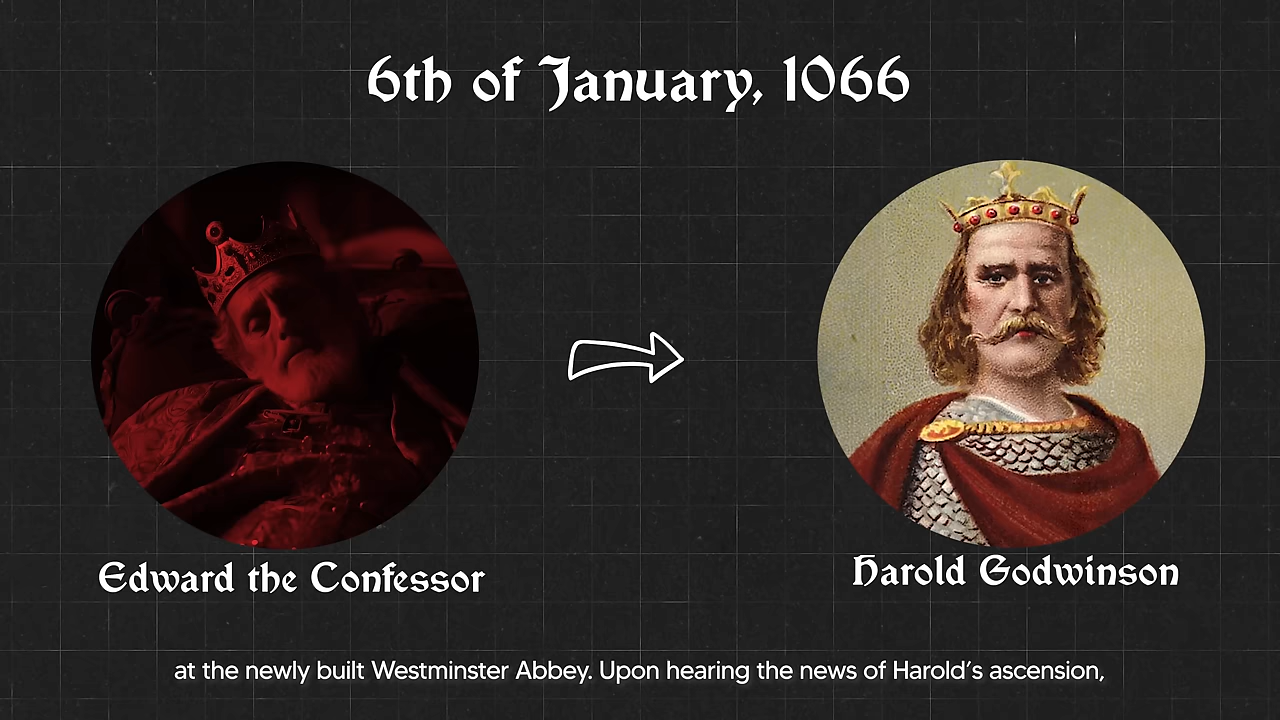 6th of January, 1066
Edward the Confessor
Harold Godwinson
at the newly built Westminster Abbey. Upon hearing the news of Harold's ascension,